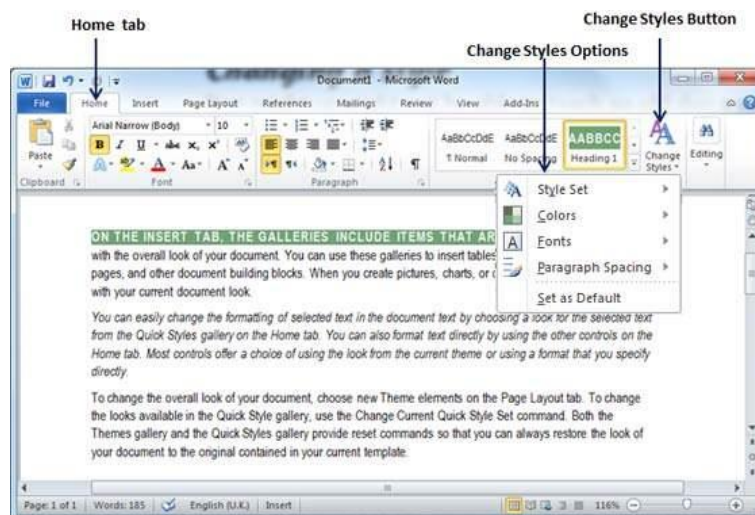 Home tab
Change Styles Button
Change Styles Options
Document1 - Microsoft Word
File Home Insert Page Layout References Mailings Review View Add-Ins
Arial Narrow (Body) 10
AaBbCcDdE AaBbCcDdE AABBCC
Paste
¶ Normal No Spacing Heading 1
Change Styles
Editing
Clipboard Font Paragraph
Style Set
Colors
Fonts
Paragraph Spacing
Set as Default
ON THE INSERT TAB, THE GALLERIES INCLUDE ITEMS THAT AR
with the overall look of your document. You can use these galleries to insert tables
pages, and other document building blocks. When you create pictures, charts, or
with your current document look.
You can easily change the formatting of selected text in the document text by choosing a look for the selected text
from the Quick Styles gallery on the Home tab. You can also format text directly by using the other controls on the
Home tab. Most controls offer a choice of using the look from the current theme or using a format that you specify
directly.
To change the overall look of your document, choose new Theme elements on the Page Layout tab. To change
the looks available in the Quick Style gallery, use the Change Current Quick Style Set command. Both the
Themes gallery and the Quick Styles gallery provide reset commands so that you can always restore the look of
your document to the original contained in your current template.
Page: 1 of 1 Words: 185 English (U.K.) Insert 116%